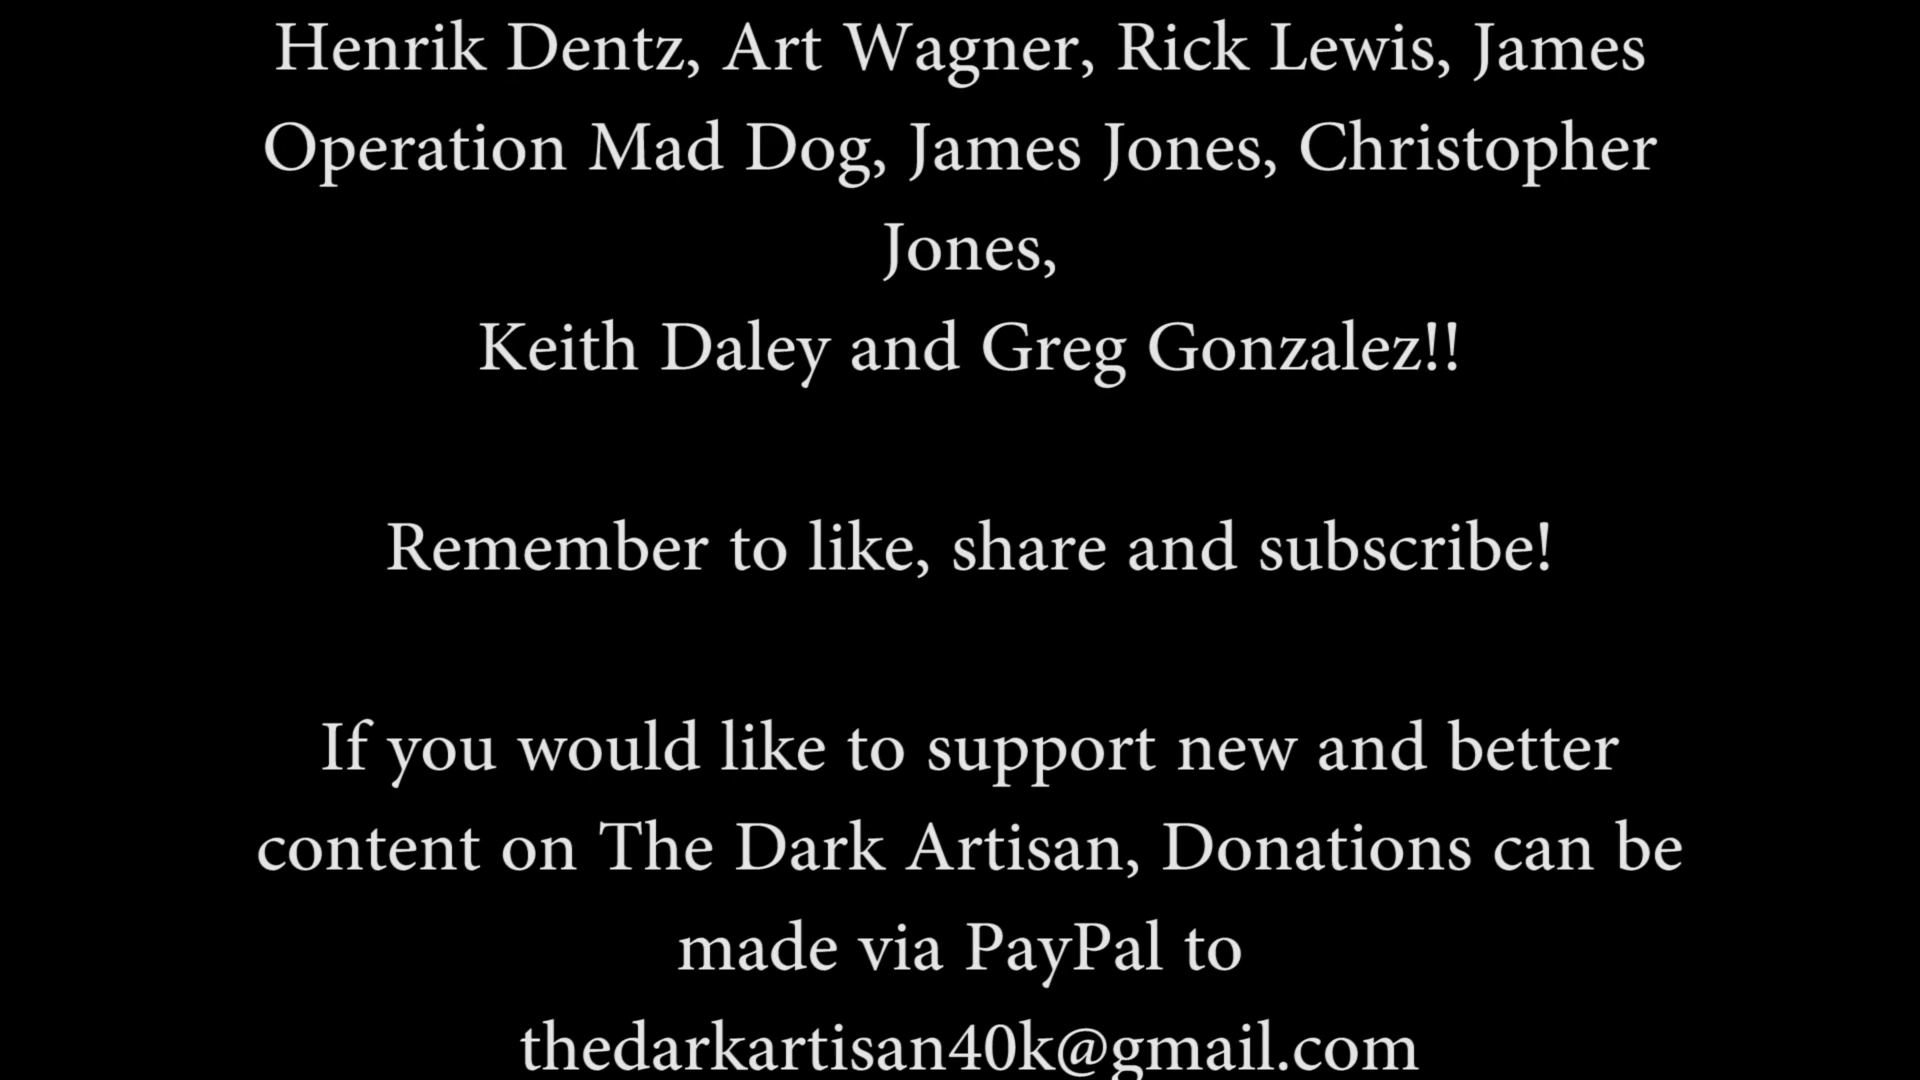 Henrik Dentz, Art Wagner, Rick Lewis, James
Operation Mad Dog, James Jones, Christopher
Jones,
Keith Daley and Greg Gonzalez!!
Remember to like, share and subscribe!
If you would like to support new and better
content on The Dark Artisan, Donations can be
made via PayPal to
thedarkartisan40k@gmail.com